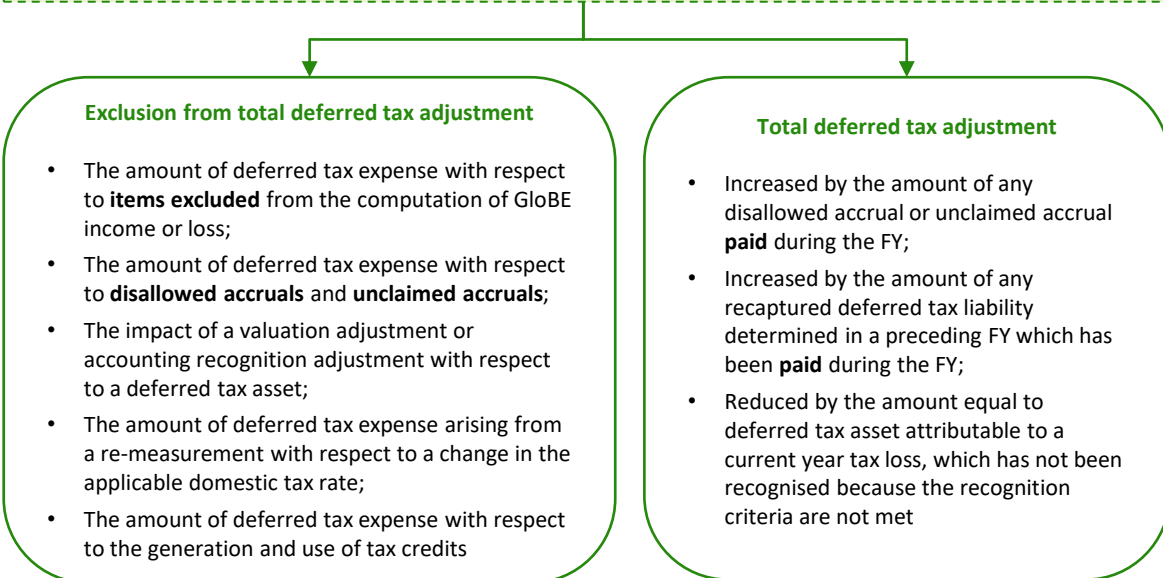 Exclusion from total deferred tax adjustment
• The amount of deferred tax expense with respect
to items excluded from the computation of GloBE
income or loss;
• The amount of deferred tax expense with respect
to disallowed accruals and unclaimed accruals;
• The impact of a valuation adjustment or
accounting recognition adjustment with respect
to a deferred tax asset;
• The amount of deferred tax expense arising from
a re-measurement with respect to a change in the
applicable domestic tax rate;
• The amount of deferred tax expense with respect
to the generation and use of tax credits
Total deferred tax adjustment
• Increased by the amount of any
disallowed accrual or unclaimed accrual
paid during the FY;
• Increased by the amount of any
recaptured deferred tax liability
determined in a preceding FY which has
been paid during the FY;
• Reduced by the amount equal to
deferred tax asset attributable to a
current year tax loss, which has not been
recognised because the recognition
criteria are not met